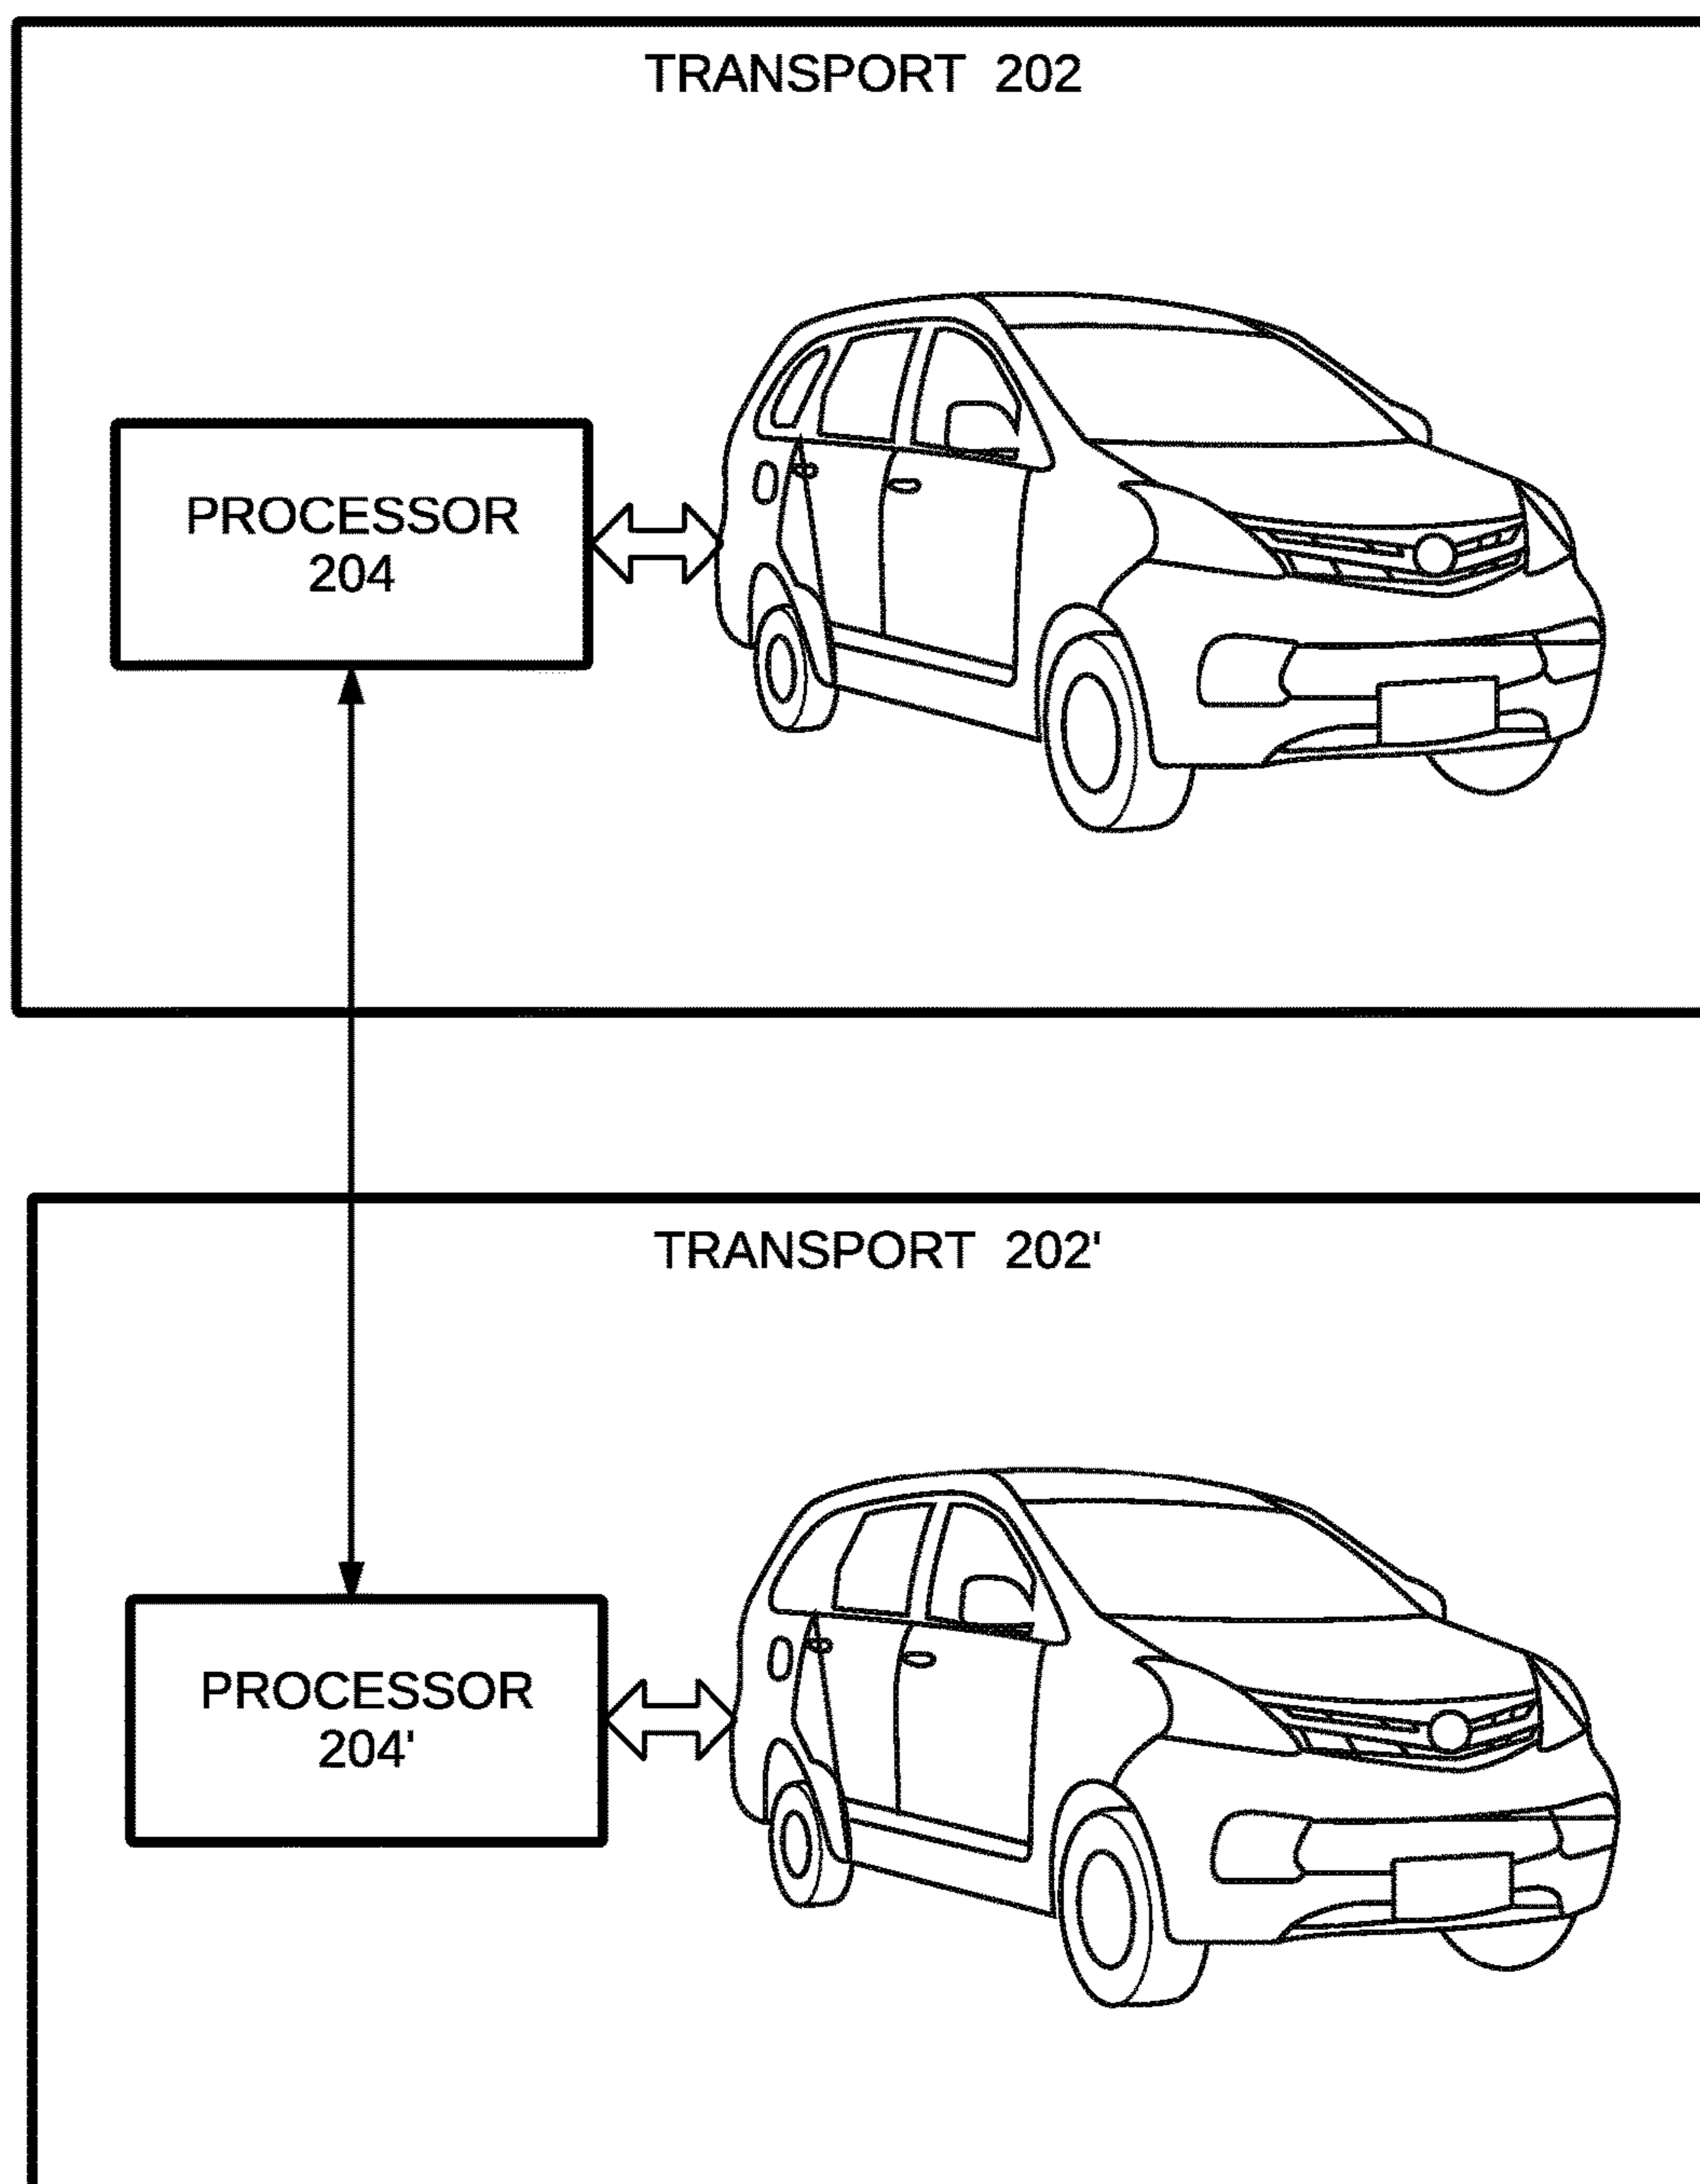 TRANSPORT 202
PROCESSOR
204
TRANSPORT 202'
PROCESSOR
204'